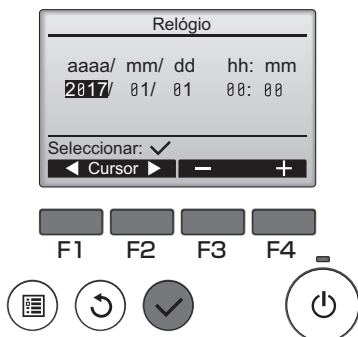 Relógio
aaaa/ mm/ dd hh: mm
2017/ 01/ 01 00: 00
Seleccionar: ✓
◀ Cursor ▶ − +
F1 F2 F3 F4